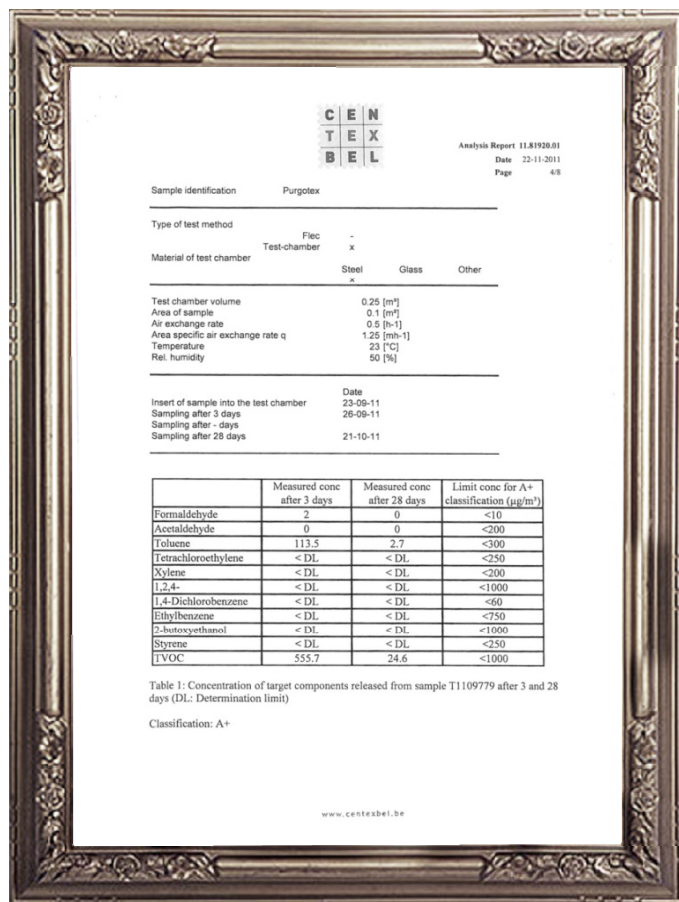 C E N
T E X
B E L
Analysis Report 11.81920.01
Date 22-11-2011
Page 4/8
Sample identification Purgotex
Type of test method
Flec -
Test-chamber x
Material of test chamber
Steel Glass Other
x
Test chamber volume 0.25 [m³]
Area of sample 0.1 [m²]
Air exchange rate 0.5 [h-1]
Area specific air exchange rate q 1.25 [mh-1]
Temperature 23 [°C]
Rel. humidity 50 [%]
Date
Insert of sample into the test chamber 23-09-11
Sampling after 3 days 26-09-11
Sampling after - days
Sampling after 28 days 21-10-11
Measured conc Measured conc Limit conc for A+
after 3 days after 28 days classification (µg/m³)
Formaldehyde 2 0 <10
Acetaldehyde 0 0 <200
Toluene 113.5 2.7 <300
Tetrachloroethylene < DL < DL <250
Xylene < DL < DL <200
1,2,4- < DL < DL <1000
1,4-Dichlorobenzene < DL < DL <60
Ethylbenzene < DL < DL <750
2-butoxyethanol < DL < DL <1000
Styrene < DL < DL <250
TVOC 555.7 24.6 <1000
Table 1: Concentration of target components released from sample T1109779 after 3 and 28
days (DL: Determination limit)
Classification: A+
www.centexbel.be